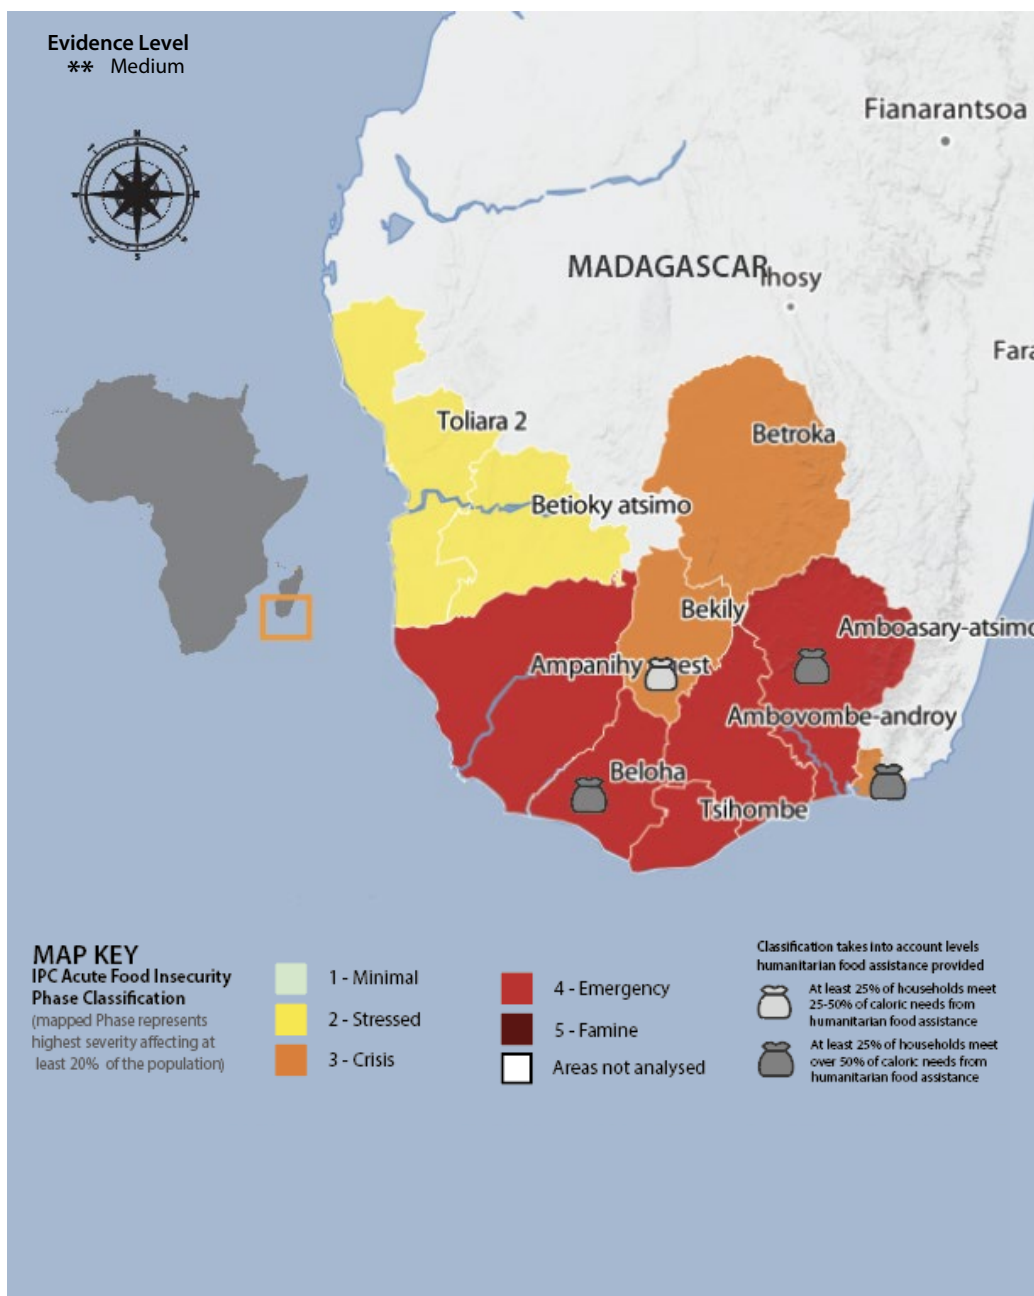 Evidence Level
** Medium
N
S
Fianarantsoa
MADAGASCAR
Ihosy
Fara
Toliara 2
Betroka
Betioky atsimo
Bekily
Amboasary-atsimo
Ampanihy
Ambovombe-androy
Beloha
Tsihombe
MAP KEY
IPC Acute Food Insecurity
Phase Classification
(mapped Phase represents
highest severity affecting at
least 20% of the population)
1 - Minimal
2 - Stressed
3 - Crisis
4 - Emergency
5 - Famine
Areas not analysed
Classification takes into account levels
humanitarian food assistance provided
At least 25% of households meet
25-50% of caloric needs from
humanitarian food assistance
At least 25% of households meet
over 50% of caloric needs from
humanitarian food assistance